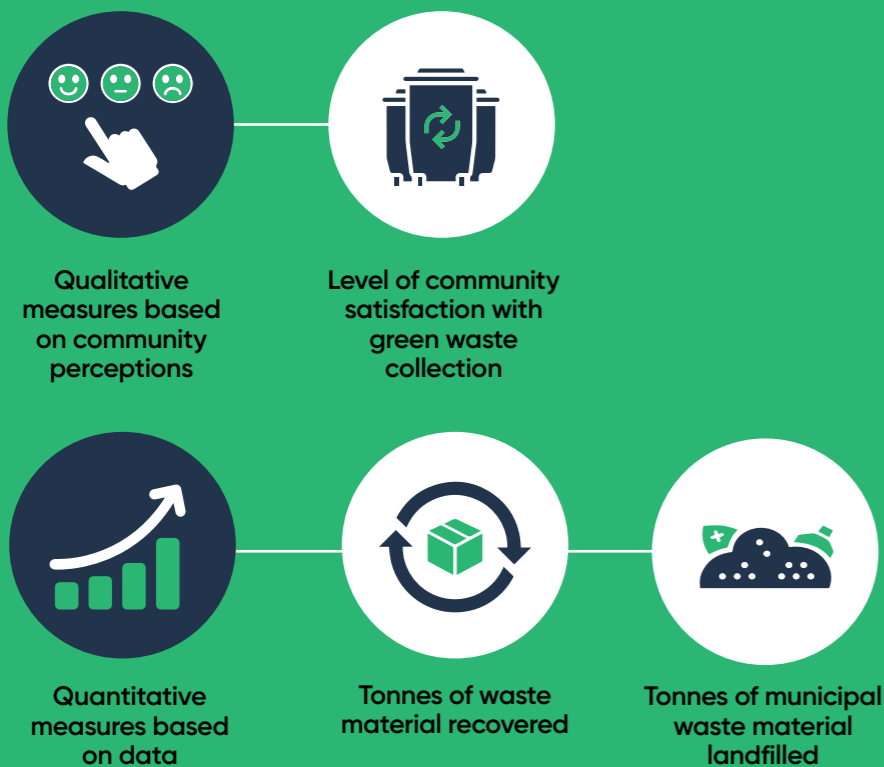 Qualitative
measures based
on community
perceptions
Level of community
satisfaction with
green waste
collection
Quantitative
measures based
on data
Tonnes of waste
material recovered
Tonnes of municipal
waste material
landfilled